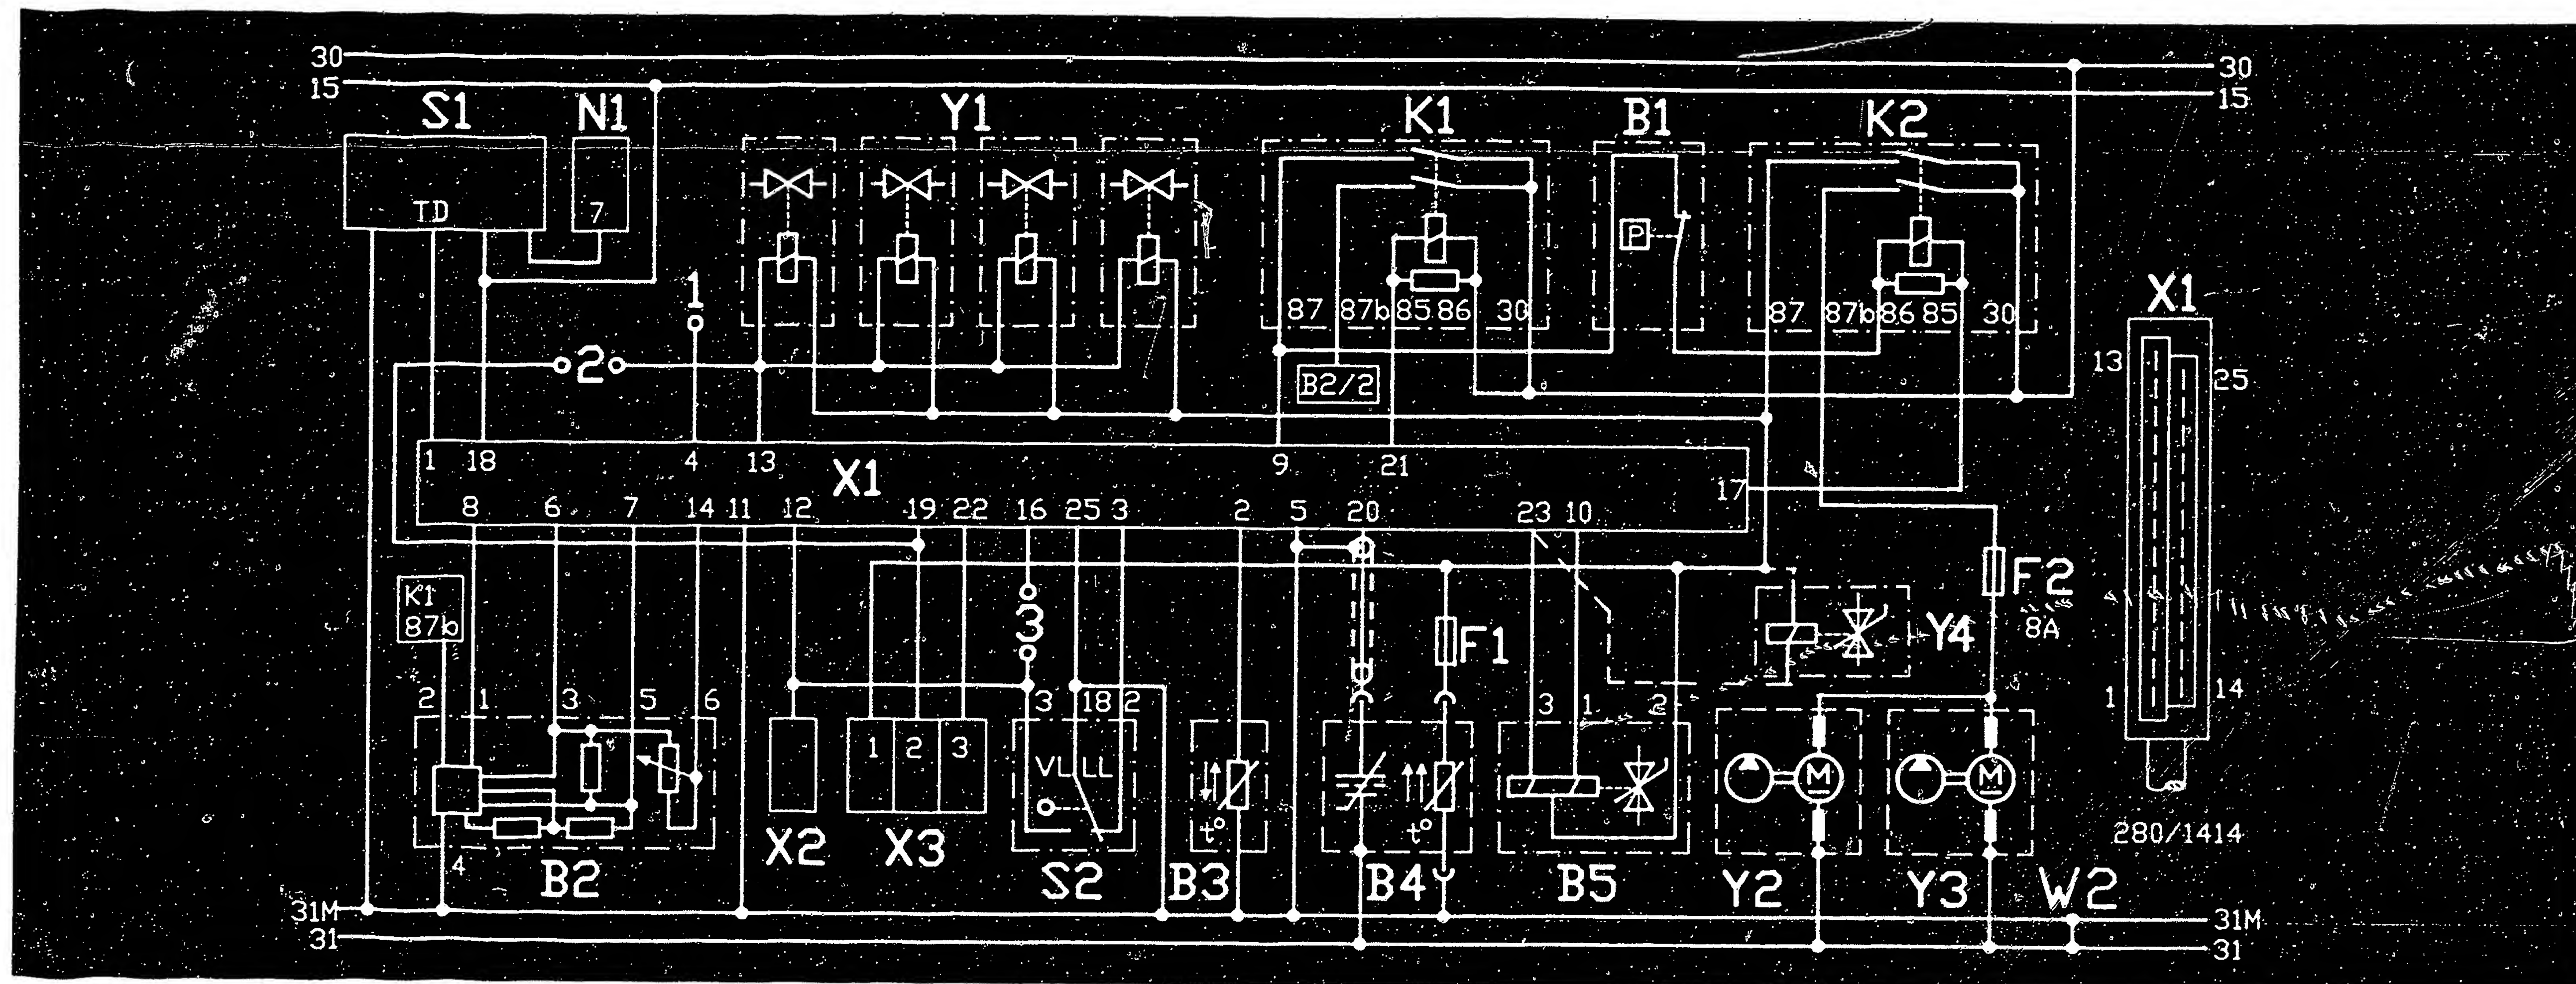 30 30
15 15
S1 N1 Y1 K1 B1 K2
TD 7
P
1
X1
87 87b 85 86 30
87 87b 86 85 30
2
B2/2
13 25
1 18 4 13 9 21
X1
17
8 6 7 14 11 12 19 22 16 25 3 2 5 20 23 10
K1
87b
3
F1
F2
8A
Y4
2 1 3 5 6
3 18 2
3 1 2
1 14
1 2 3
VL LL
M M
t° t°
280/1414
4
B2 X2 X3 S2 B3 B4 B5 Y2 Y3 W2
31M 31M
31 31